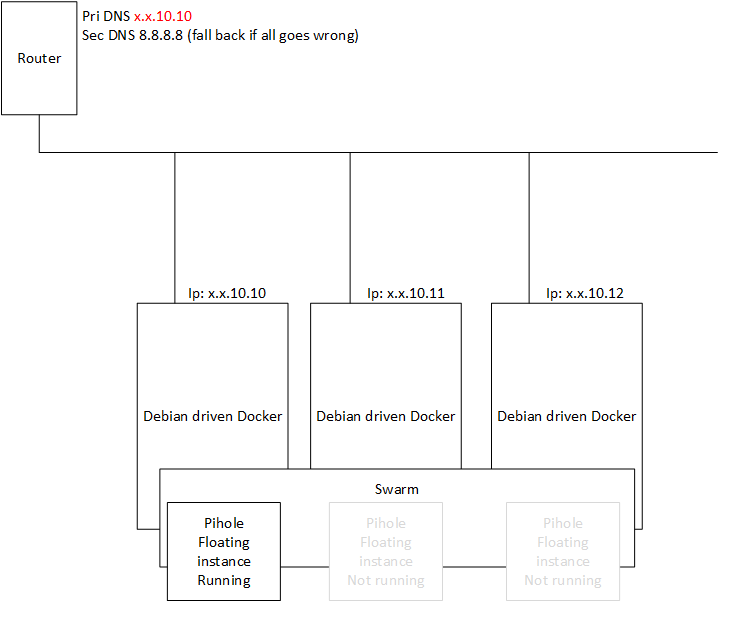 Pri DNS x.x.10.10
Sec DNS 8.8.8.8 (fall back if all goes wrong)
Router
Ip: x.x.10.10
Ip: x.x.10.11
Ip: x.x.10.12
Debian driven Docker
Debian driven Docker
Debian driven Docker
Swarm
Pihole
Floating
instance
Running
Pihole
Floating
instance
Not running
Pihole
Floating
instance
Not running